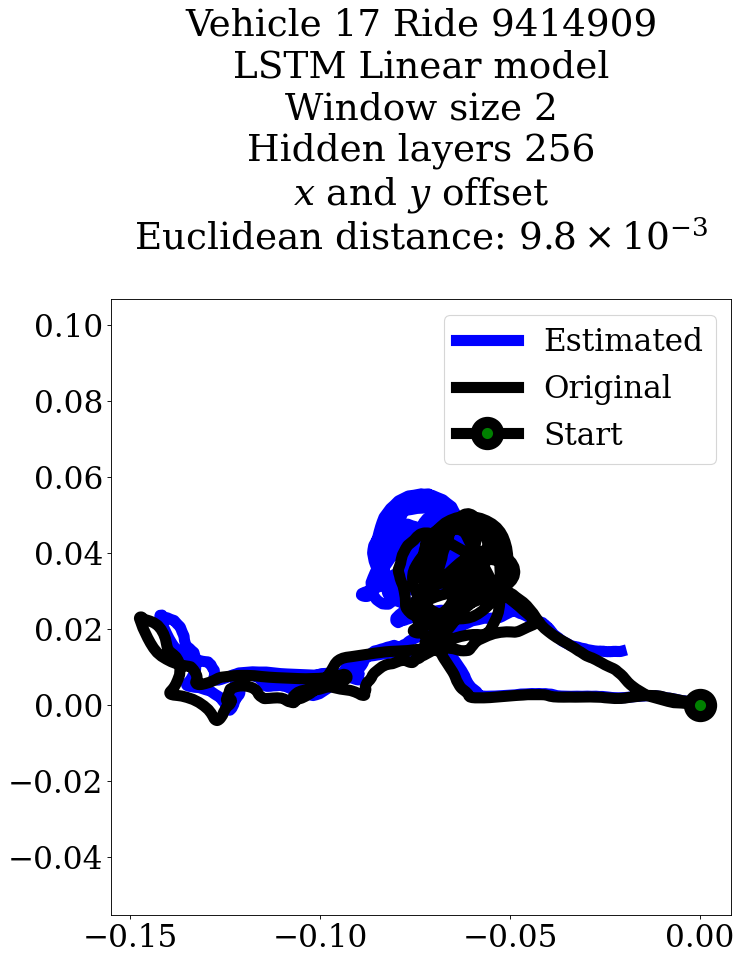 Vehicle 17 Ride 9414909
LSTM Linear model
Window size 2
Hidden layers 256
x and y offset
Euclidean distance: 9.8 × 10⁻³
Estimated
Original
Start
0.10
0.08
0.06
0.04
0.02
0.00
−0.02
−0.04
−0.15 −0.10 −0.05 0.00